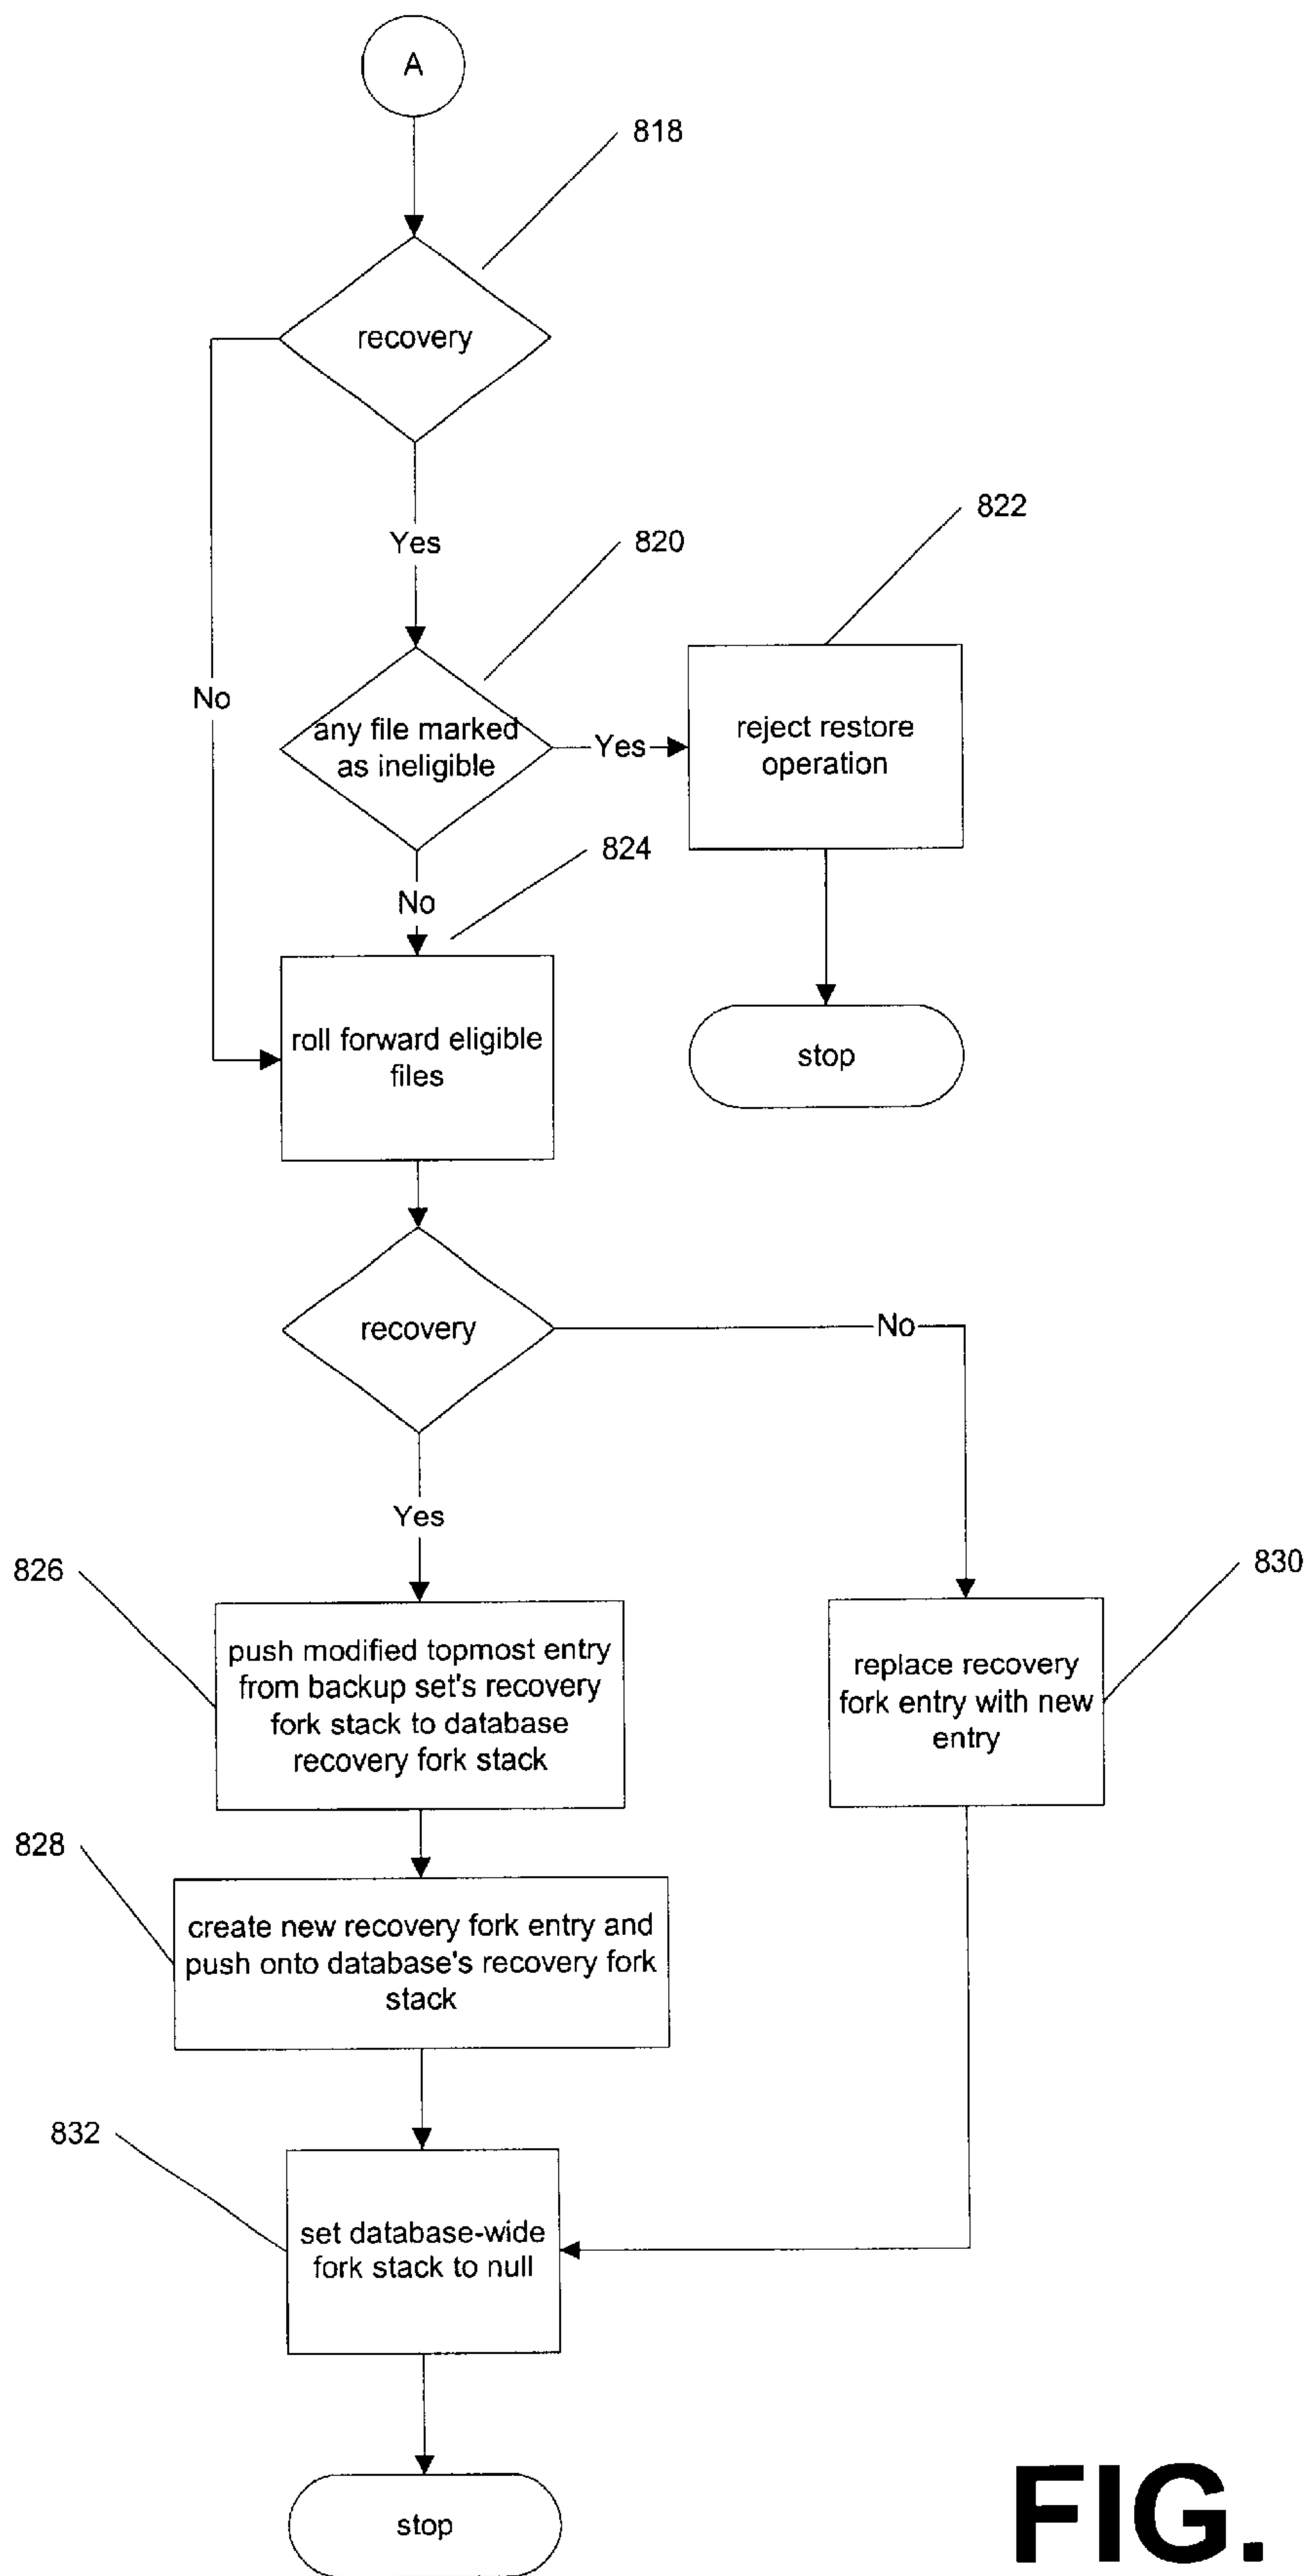 A
818
recovery
Yes
822
820
No
any file marked
as ineligible
Yes
reject restore
operation
824
No
roll forward eligible
files
stop
recovery
No
Yes
826
830
push modified topmost entry
from backup set's recovery
fork stack to database
recovery fork stack
replace recovery
fork entry with new
entry
828
create new recovery fork entry and
push onto database's recovery fork
stack
832
set database-wide
fork stack to null
stop
FIG.